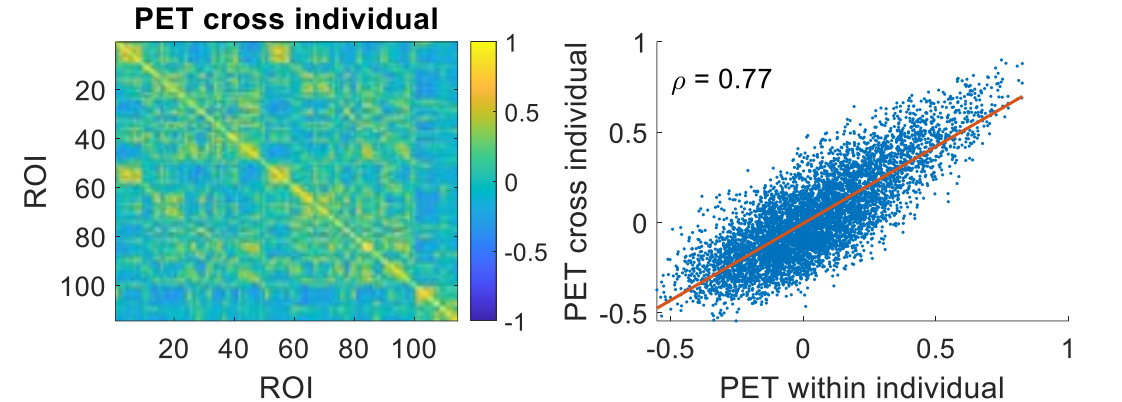 PET cross individual
ROI
20
40
60
80
100
20 40 60 80 100
ROI
1
0.5
0
-0.5
-1
PET cross individual
1
0.5
0
-0.5
ρ = 0.77
-0.5 0 0.5 1
PET within individual